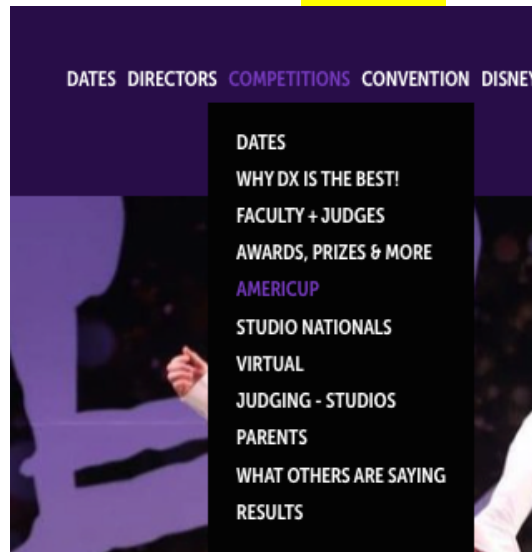 DATES DIRECTORS COMPETITIONS CONVENTION DISNEY
DATES
WHY DX IS THE BEST!
FACULTY + JUDGES
AWARDS, PRIZES & MORE
AMERICUP
STUDIO NATIONALS
VIRTUAL
JUDGING - STUDIOS
PARENTS
WHAT OTHERS ARE SAYING
RESULTS